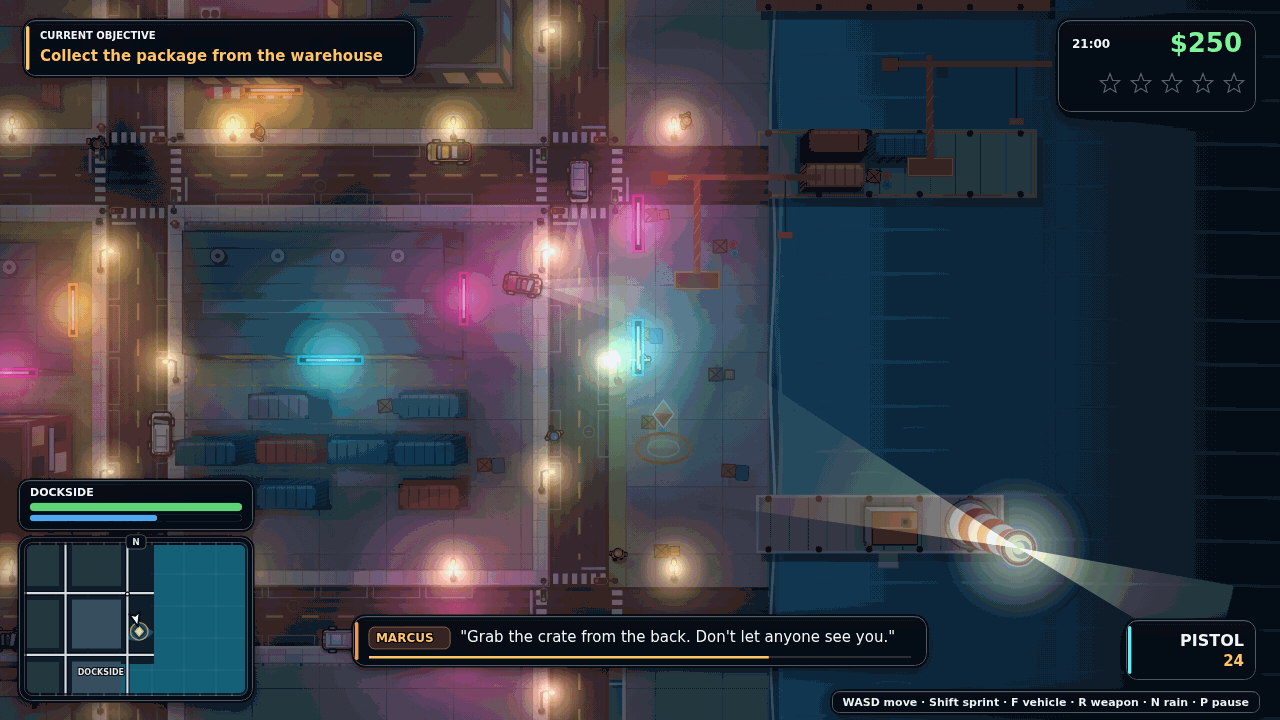 CURRENT OBJECTIVE
Collect the package from the warehouse
21:00 $250
DOCKSIDE
N
DOCKSIDE
MARCUS "Grab the crate from the back. Don't let anyone see you."
PISTOL
24
WASD move · Shift sprint · F vehicle · R weapon · N rain · P pause